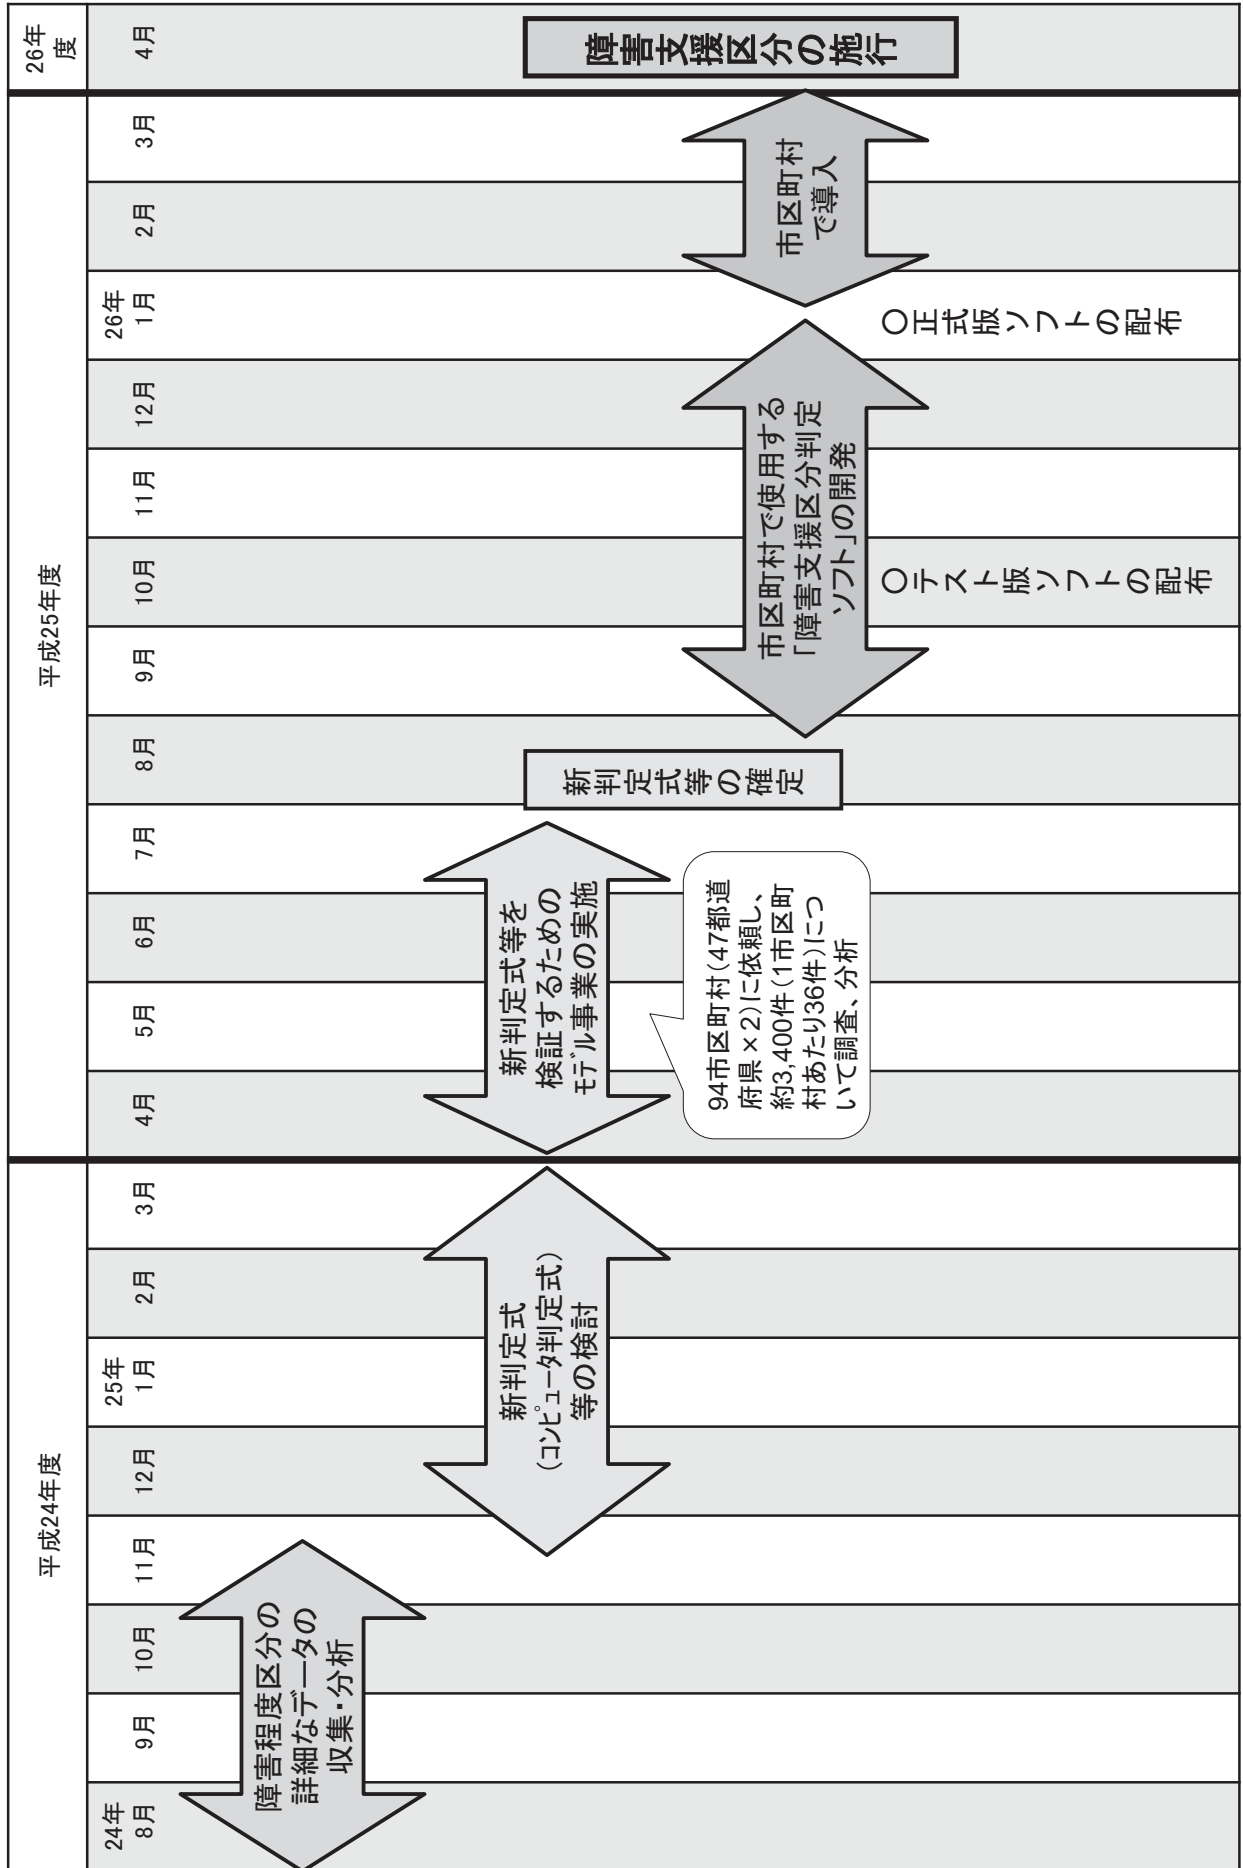 平成24年度
平成25年度
26年
度
24年
8月
9月
10月
11月
12月
25年
1月
2月
3月
4月
5月
6月
7月
8月
9月
10月
11月
12月
26年
1月
2月
3月
4月
障害程度区分の
詳細なデータの
収集・分析
新判定式
(コンピュータ判定式)
等の検討
新判定式等を
検証するための
モデル事業の実施
94市区町村(47都道
府県×2)に依頼し、
約3,400件(1市区町
村あたり36件)につ
いて調査、分析
新判定式等の確定
市区町村で使用する
「障害支援区分判定
ソフト」の開発
○テスト版ソフトの配布
○正式版ソフトの配布
市区町村
で導入
障害支援区分の施行